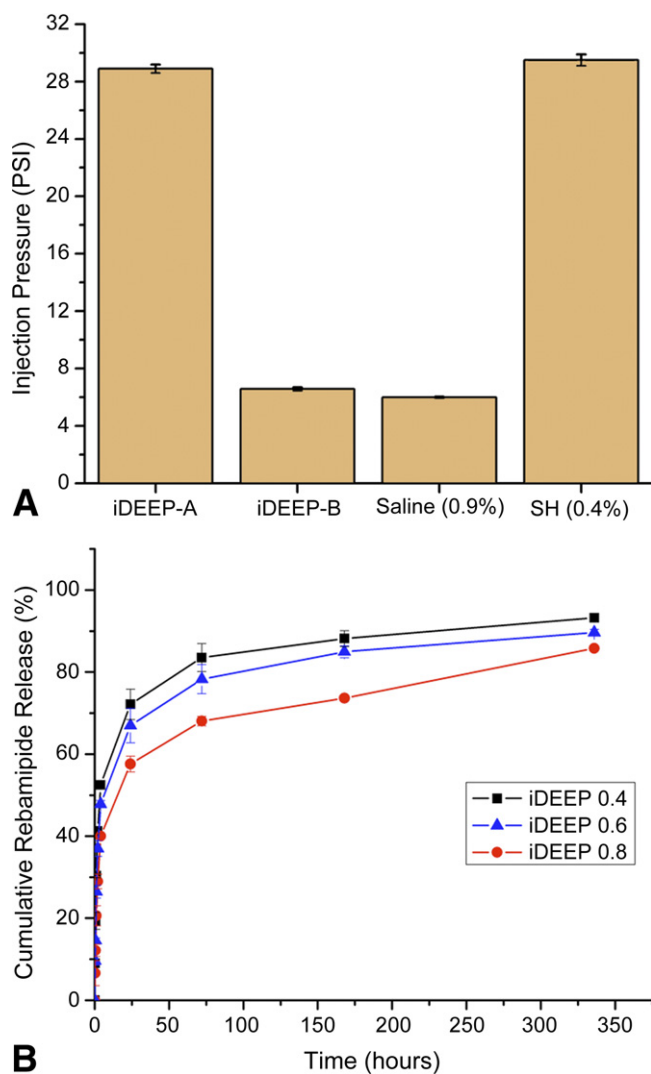 32
28
24
20
16
12
8
4
0
Injection Pressure (PSI)
iDEEP-A iDEEP-B Saline (0.9%) SH (0.4%)
A
100
80
60
40
20
0
Cumulative Rebamipide Release (%)
iDEEP 0.4
iDEEP 0.6
iDEEP 0.8
0 50 100 150 200 250 300 350
Time (hours)
B